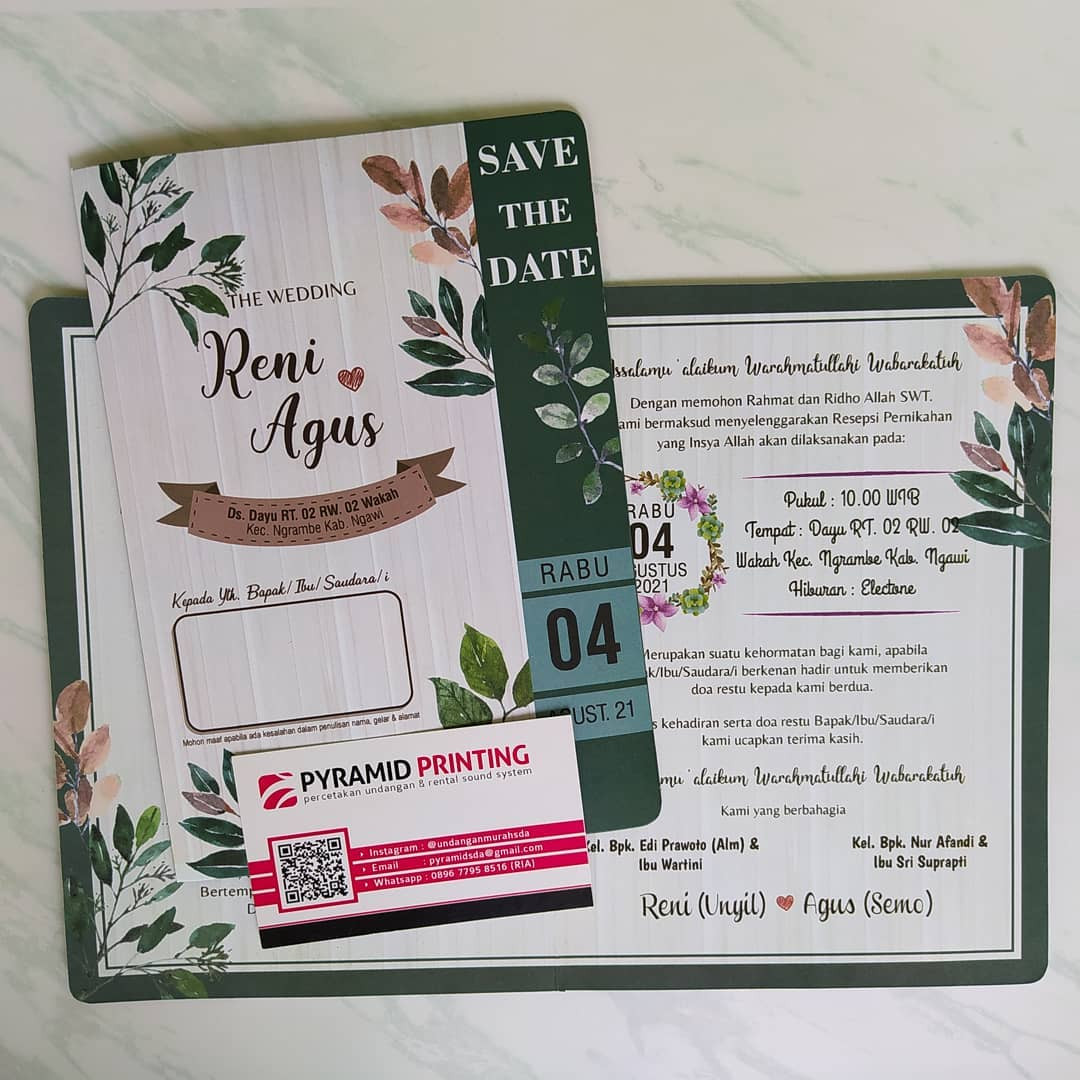 SAVE
THE
DATE
THE WEDDING
Reni
Agus
Ds. Dayu RT. 02 RW. 02 Wakah
Kec. Ngrambe Kab. Ngawi
Kepada Yth. Bapak/Ibu/Saudara/i
Mohon maaf apabila ada kesalahan dalam penulisan nama, gelar & alamat
RABU
04
UST. 21
PYRAMID PRINTING
percetakan undangan & rental sound system
Instagram : @undanganmurahsda
Email : pyramidsda@gmail.com
Whatsapp : 0896 7795 8516 (RIA)
Bertem
ssalamu'alaikum Warahmatullahi Wabarakatuh
Dengan memohon Rahmat dan Ridho Allah SWT.
ami bermaksud menyelenggarakan Resepsi Pernikahan
yang Insya Allah akan dilaksanakan pada:
RABU
04
GUSTUS
2021
Pukul : 10.00 WIB
Tempat : Dayu RT. 02 RW. 02
Wakah Kec. Ngrambe Kab. Ngawi
Hiburan : Electone
Merupakan suatu kehormatan bagi kami, apabila
k/Ibu/Saudara/i berkenan hadir untuk memberikan
doa restu kepada kami berdua.
s kehadiran serta doa restu Bapak/Ibu/Saudara/i
kami ucapkan terima kasih.
mu'alaikum Warahmatullahi Wabarakatuh
Kami yang berbahagia
Kel. Bpk. Edi Prawoto (Alm) &
Ibu Wartini
Kel. Bpk. Nur Afandi &
Ibu Sri Suprapti
Reni (Unyil) Agus (Semo)